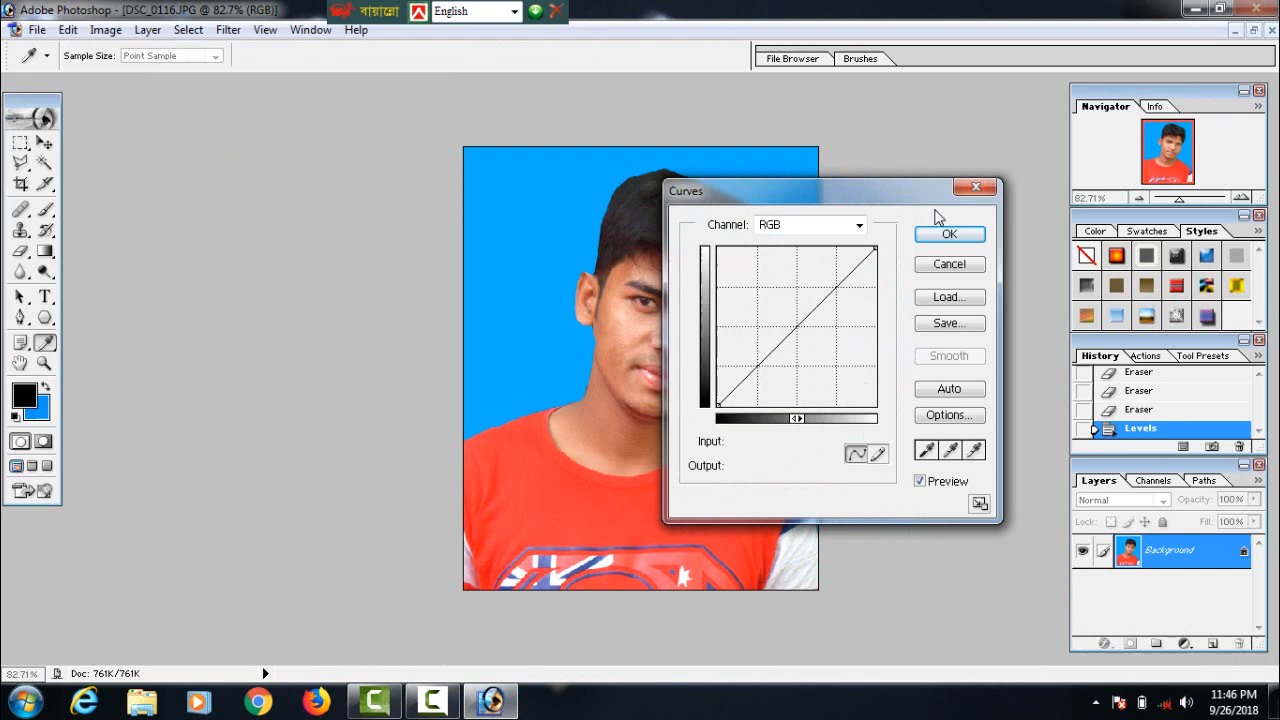 Adobe Photoshop - [DSC_0116.JPG @ 82.7% (RGB)]
বায়ান্নো
English
File Edit Image Layer Select Filter View Window Help
Sample Size: Point Sample
File Browser Brushes
Navigator Info
82.71%
Color Swatches Styles
History Actions Tool Presets
Eraser
Eraser
Eraser
Levels
Layers Channels Paths
Normal Opacity: 100%
Lock: Fill: 100%
Background
Curves
Channel: RGB
OK
Cancel
Load...
Save...
Smooth
Auto
Options...
Input:
Output:
Preview
T
82.71% Doc: 761K/761K
11:46 PM
9/26/2018